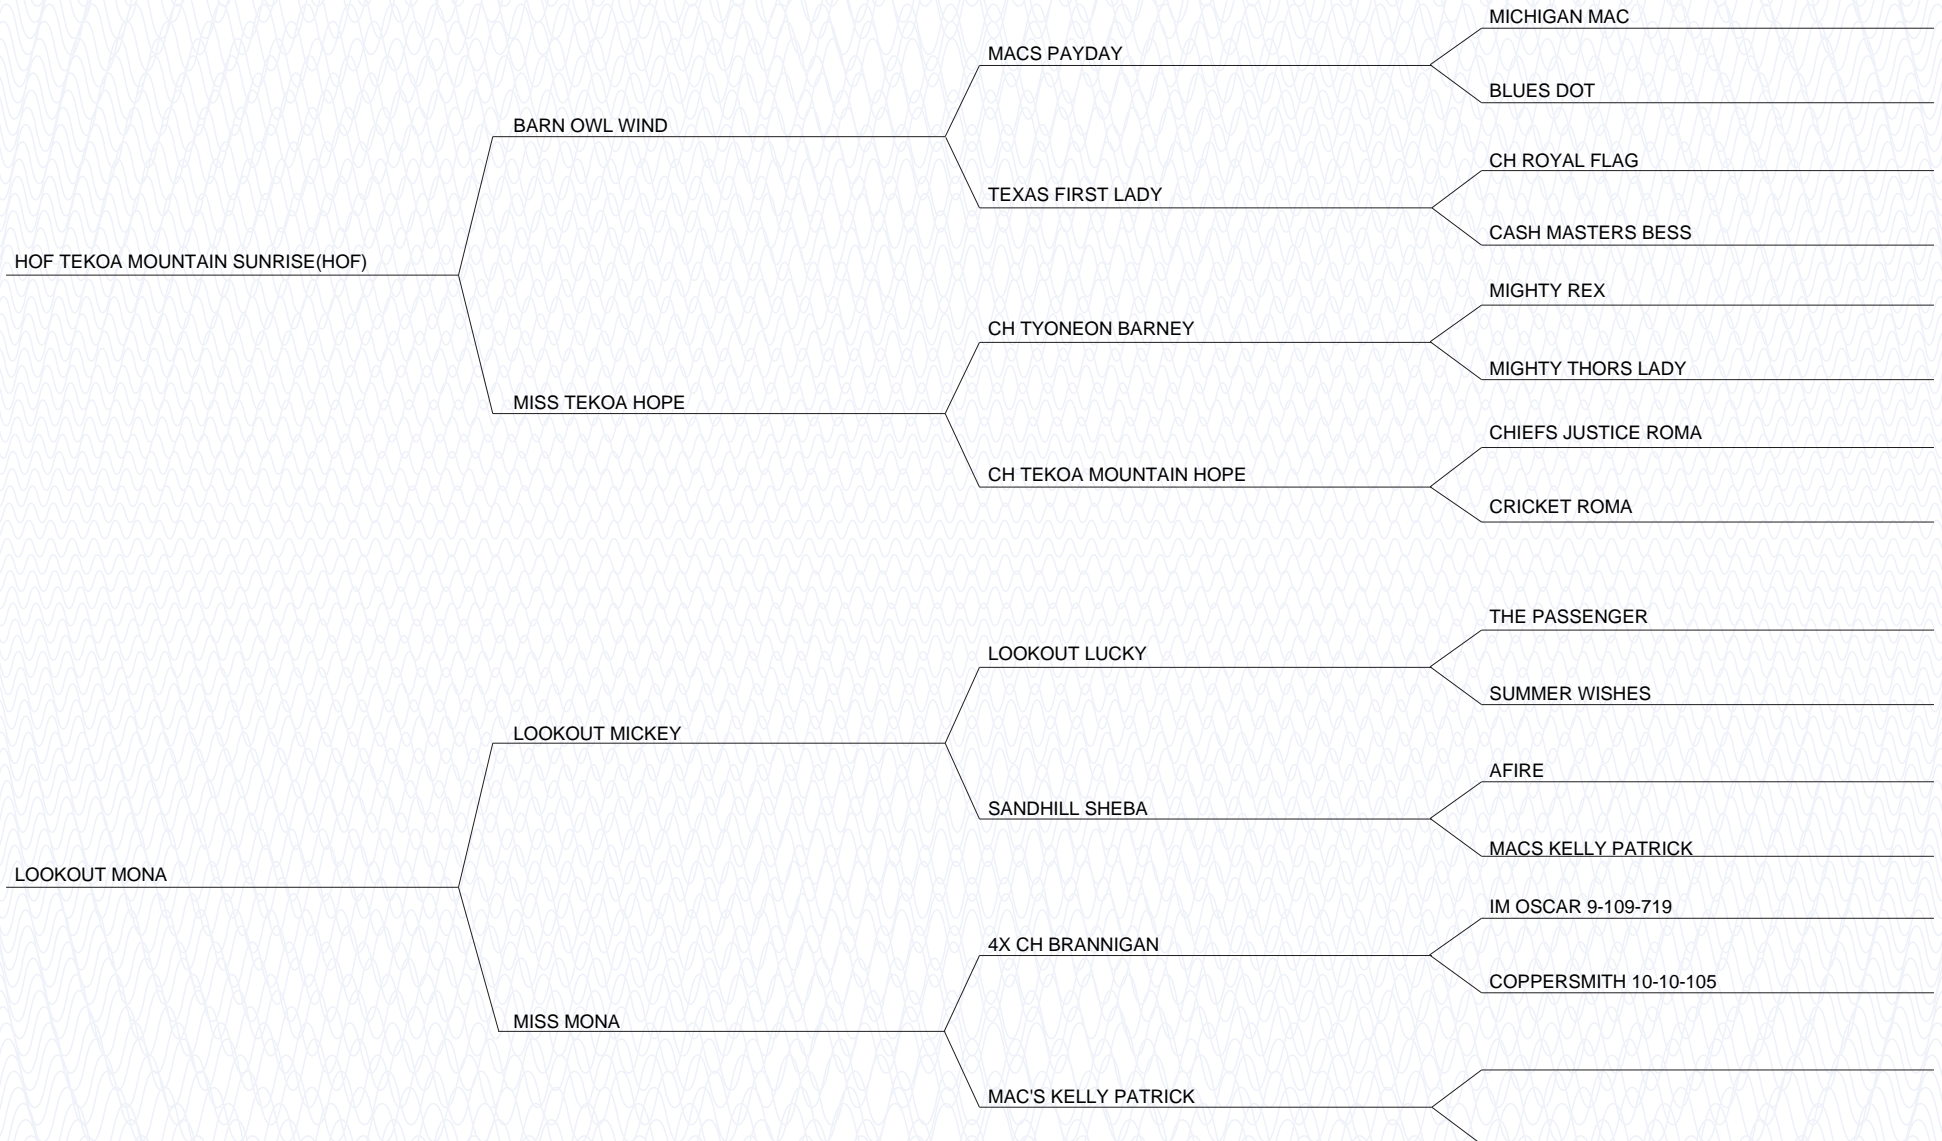 MICHIGAN MAC
MACS PAYDAY
BLUES DOT
BARN OWL WIND
CH ROYAL FLAG
TEXAS FIRST LADY
CASH MASTERS BESS
HOF TEKOA MOUNTAIN SUNRISE(HOF)
MIGHTY REX
CH TYONEON BARNEY
MIGHTY THORS LADY
MISS TEKOA HOPE
CHIEFS JUSTICE ROMA
CH TEKOA MOUNTAIN HOPE
CRICKET ROMA
THE PASSENGER
LOOKOUT LUCKY
SUMMER WISHES
LOOKOUT MICKEY
AFIRE
SANDHILL SHEBA
MACS KELLY PATRICK
LOOKOUT MONA
IM OSCAR 9-109-719
4X CH BRANNIGAN
COPPERSMITH 10-10-105
MISS MONA
MAC'S KELLY PATRICK